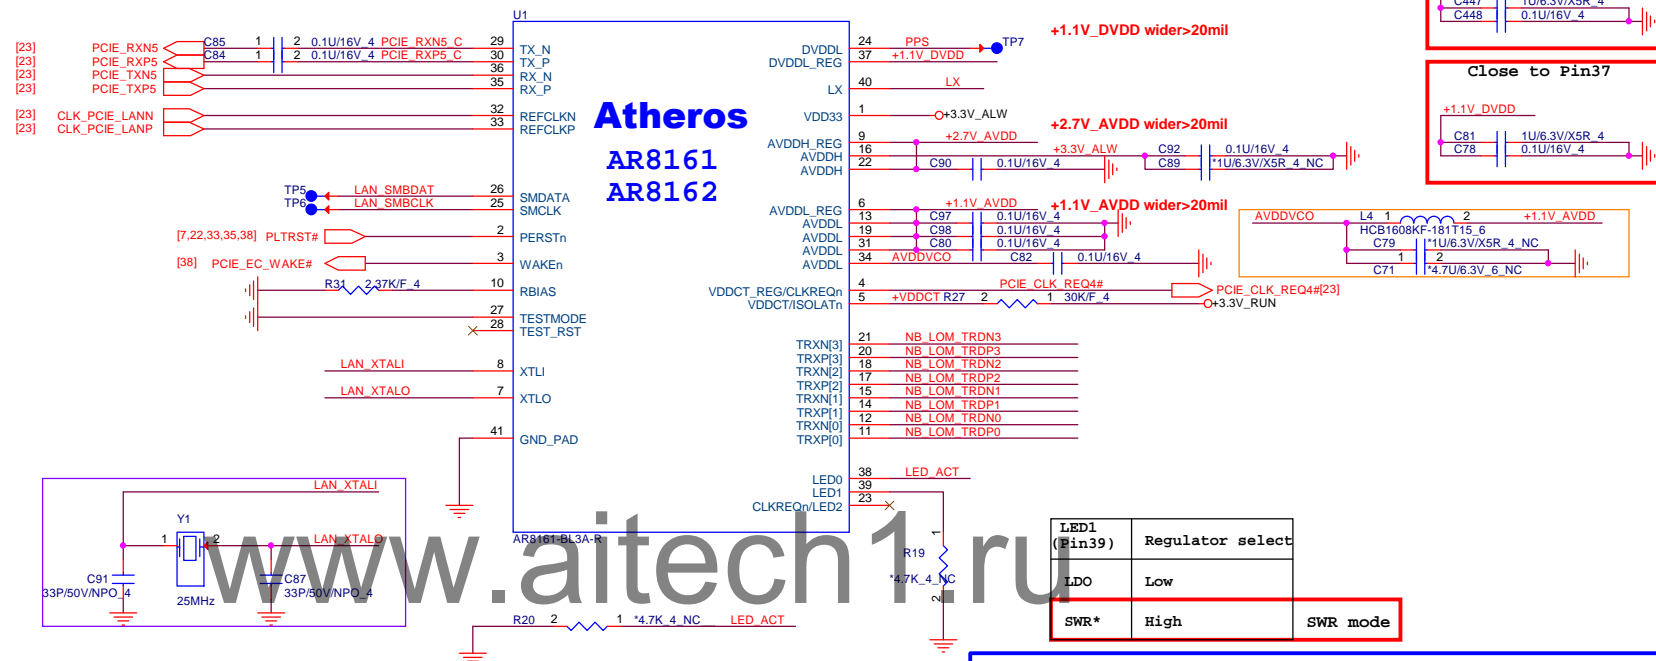 U1
C447 1U/6.3V/X5R_4
C448 0.1U/16V_4
+1.1V_DVDD wider>20mil
[23] PCIE_RXN5 C85 1 2 0.1U/16V_4 PCIE_RXN5_C 29 TX_N
[23] PCIE_RXP5 C84 1 2 0.1U/16V_4 PCIE_RXP5_C 30 TX_P
[23] PCIE_TXN5 36 RX_N
[23] PCIE_TXP5 35 RX_P
[23] CLK_PCIE_LANN 32 REFCLKN
[23] CLK_PCIE_LANP 33 REFCLKP
Atheros
AR8161
AR8162
TP5 LAN_SMBDAT 26 SMDATA
TP6 LAN_SMBCLK 25 SMCLK
[7,22,33,35,38] PLTRST# 2 PERSTn
[38] PCIE_EC_WAKE# 3 WAKEn
R31 2.37K/F_4 10 RBIAS
27 TESTMODE
28 TEST_RST
LAN_XTALI 8 XTLI
LAN_XTALO 7 XTLO
41 GND_PAD
DVDDL 24 PPS TP7
DVDDL_REG 37 +1.1V_DVDD
LX 40 LX
VDD33 1 +3.3V_ALW
+2.7V_AVDD wider>20mil
AVDDH_REG 9 +2.7V_AVDD
AVDDH 16 +3.3V_ALW C92 0.1U/16V_4
AVDDH 22 C90 0.1U/16V_4 C89 *1U/6.3V/X5R_4_NC
AVDDL_REG 6 +1.1V_AVDD +1.1V_AVDD wider>20mil
AVDDL 13 C97 0.1U/16V_4
AVDDL 19 C98 0.1U/16V_4
AVDDL 31 C80 0.1U/16V_4
AVDDL 34 AVDDVCO C82 0.1U/16V_4
VDDCT_REG/CLKREQn 4 PCIE_CLK_REQ4# PCIE_CLK_REQ4#[23]
VDDCT/ISOLATn 5 +VDDCT R27 2 1 30K/F_4 +3.3V_RUN
TRXN[3] 21 NB_LOM_TRDN3
TRXP[3] 20 NB_LOM_TRDP3
TRXN[2] 18 NB_LOM_TRDN2
TRXP[2] 17 NB_LOM_TRDP2
TRXN[1] 15 NB_LOM_TRDN1
TRXP[1] 14 NB_LOM_TRDP1
TRXN[0] 12 NB_LOM_TRDN0
TRXP[0] 11 NB_LOM_TRDP0
LED0 38 LED_ACT
LED1 39
CLKREQn/LED2 23
AR8161-BL3A-R
Close to Pin37
+1.1V_DVDD
C81 1U/6.3V/X5R_4
C78 0.1U/16V_4
AVDDVCO L4 1 2 +1.1V_AVDD
HCB1608KF-181T15_6
C79 *1U/6.3V/X5R_4_NC
1 2
C71 *4.7U/6.3V_6_NC
LAN_XTALI
Y1
1 2 LAN_XTALO
C91 C87
33P/50V/NPO_4 33P/50V/NPO_4
25MHz
1
R19
*4.7K_4_NC
2
R20 2 1 *4.7K_4_NC LED_ACT
LED1
(Pin39) Regulator select
LDO Low
SWR* High SWR mode
www.aitech1.ru